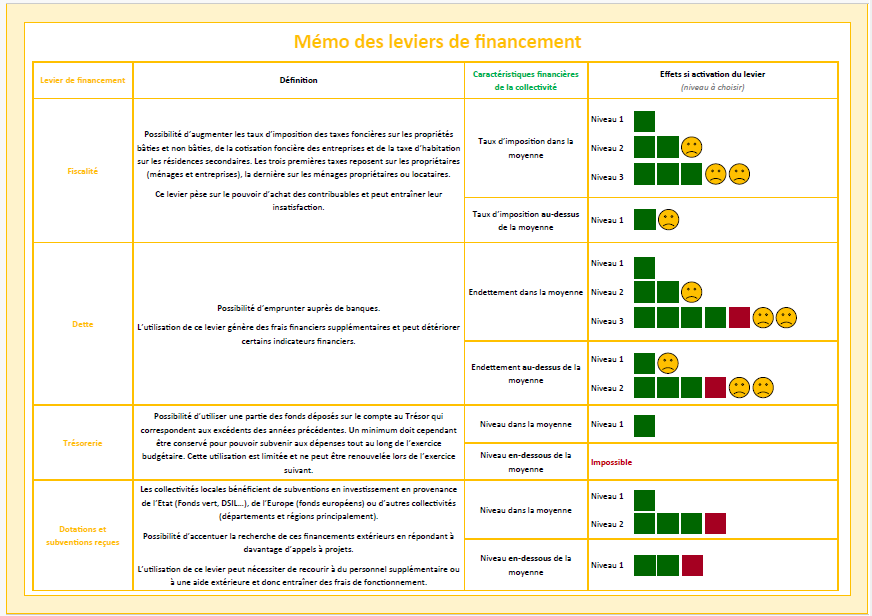 Mémo des leviers de financement
Levier de financement
Définition
Caractéristiques financières
de la collectivité
Effets si activation du levier
(niveau à choisir)
Fiscalité
Possibilité d'augmenter les taux d'imposition des taxes foncières sur les propriétés
bâties et non bâties, de la cotisation foncière des entreprises et de la taxe d'habitation
sur les résidences secondaires. Les trois premières taxes reposent sur les propriétaires
(ménages et entreprises), la dernière sur les ménages propriétaires ou locataires.
Ce levier pèse sur le pouvoir d'achat des contribuables et peut entraîner leur
insatisfaction.
Taux d'imposition dans la
moyenne
Niveau 1
Niveau 2
Niveau 3
Taux d'imposition au-dessus
de la moyenne
Niveau 1
Dette
Possibilité d'emprunter auprès de banques.
L'utilisation de ce levier génère des frais financiers supplémentaires et peut détériorer
certains indicateurs financiers.
Endettement dans la moyenne
Niveau 1
Niveau 2
Niveau 3
Endettement au-dessus de la
moyenne
Niveau 1
Niveau 2
Trésorerie
Possibilité d'utiliser une partie des fonds déposés sur le compte au Trésor qui
correspondent aux excédents des années précédentes. Un minimum doit cependant
être conservé pour pouvoir subvenir aux dépenses tout au long de l'exercice
budgétaire. Cette utilisation est limitée et ne peut être renouvelée lors de l'exercice
suivant.
Niveau dans la moyenne
Niveau 1
Niveau en-dessous de la
moyenne
Impossible
Dotations et
subventions reçues
Les collectivités locales bénéficient de subventions en investissement en provenance
de l'Etat (Fonds vert, DSIL...), de l'Europe (fonds européens) ou d'autres collectivités
(départements et régions principalement).
Possibilité d'accentuer la recherche de ces financements extérieurs en répondant à
davantage d'appels à projets.
L'utilisation de ce levier peut nécessiter de recourir à du personnel supplémentaire ou
à une aide extérieure et donc entraîner des frais de fonctionnement.
Niveau dans la moyenne
Niveau 1
Niveau 2
Niveau en-dessous de la
moyenne
Niveau 1